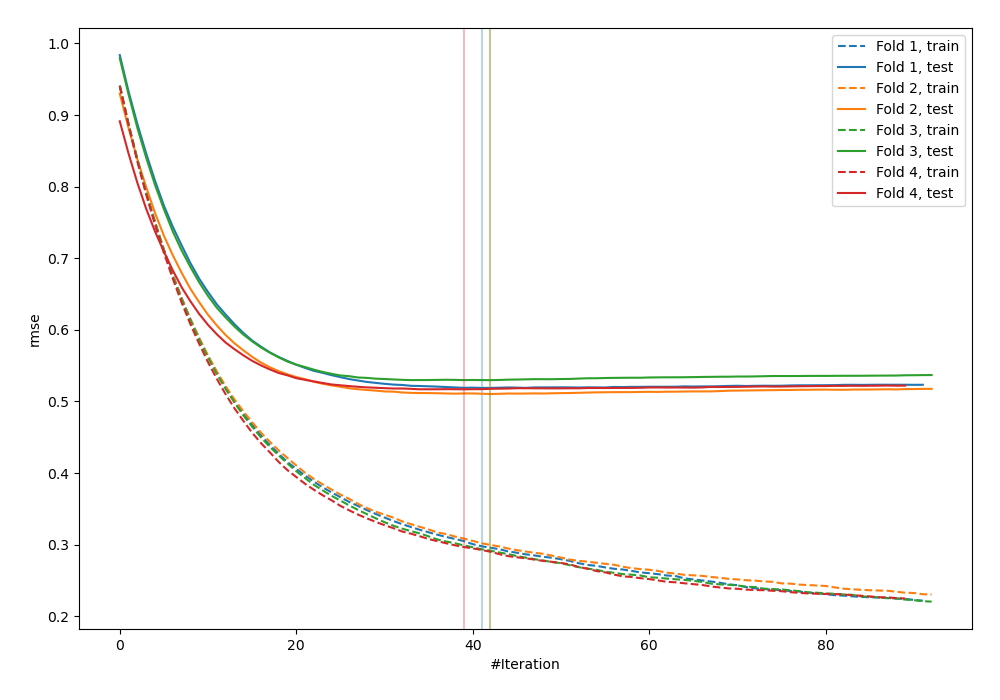 1.0
0.9
0.8
0.7
0.6
0.5
0.4
0.3
0.2
rmse
0
20
40
60
80
#Iteration
Fold 1, train
Fold 1, test
Fold 2, train
Fold 2, test
Fold 3, train
Fold 3, test
Fold 4, train
Fold 4, test